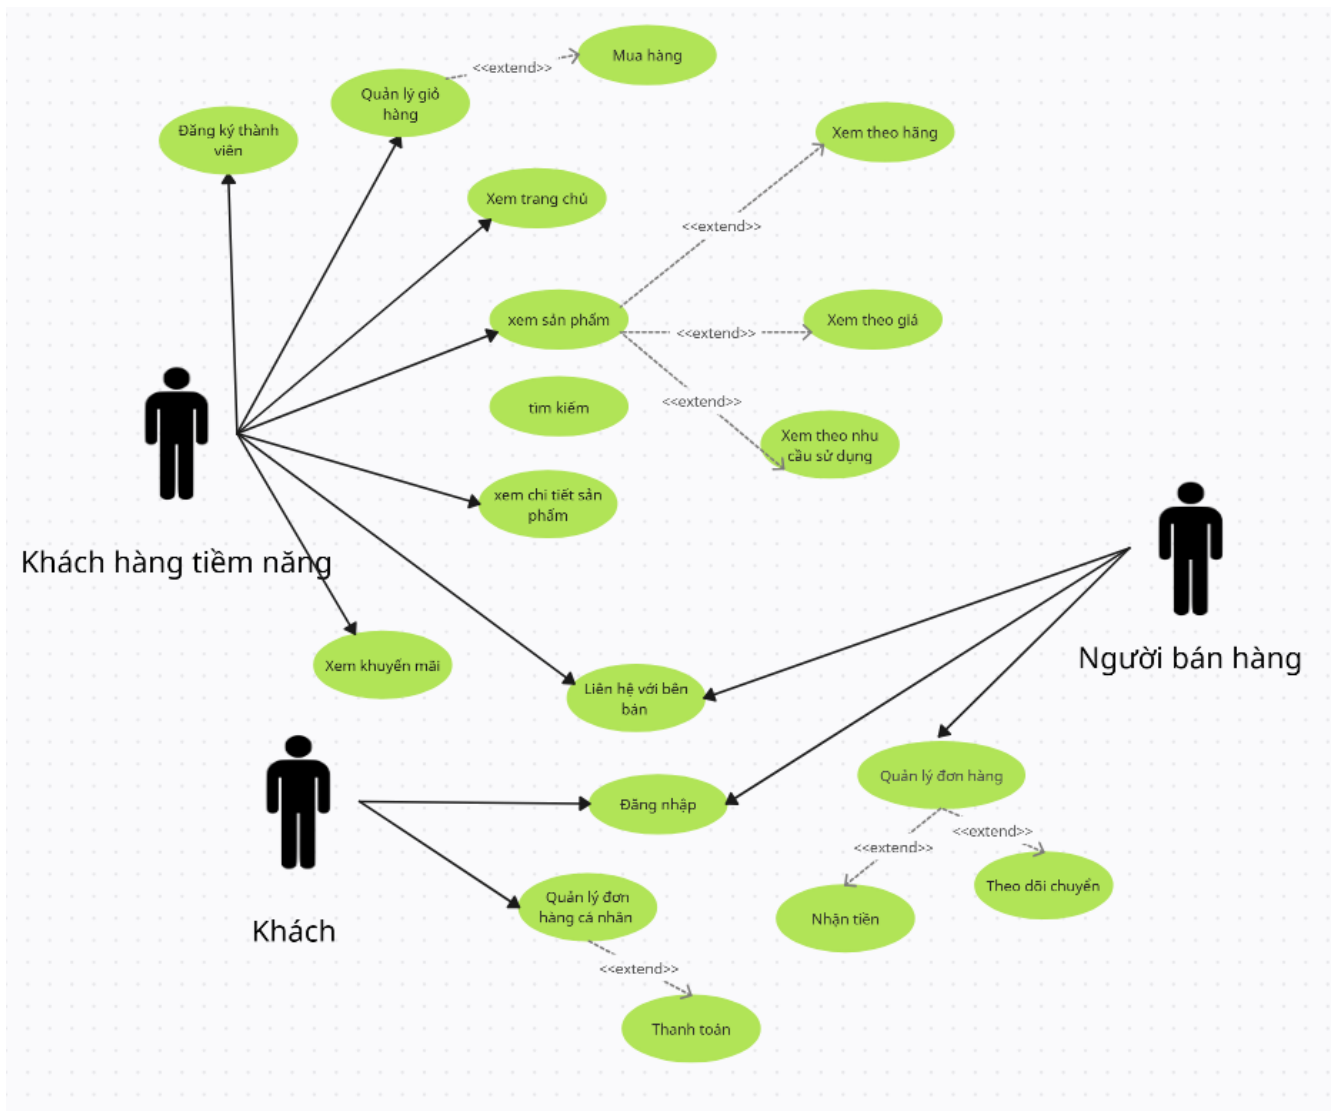 Mua hàng
<<extend>>
Quản lý giỏ
hàng
Đăng ký thành
viên
Xem theo hãng
Xem trang chủ
<<extend>>
xem sản phẩm
<<extend>>
Xem theo giá
tìm kiếm
<<extend>>
Xem theo nhu
cầu sử dụng
xem chi tiết sản
phẩm
Khách hàng tiềm năng
Người bán hàng
Xem khuyến mãi
Liên hệ với bên
bán
Quản lý đơn hàng
Đăng nhập
<<extend>>
<<extend>>
Theo dõi chuyển
Nhận tiền
Quản lý đơn
hàng cá nhân
Khách
<<extend>>
Thanh toán